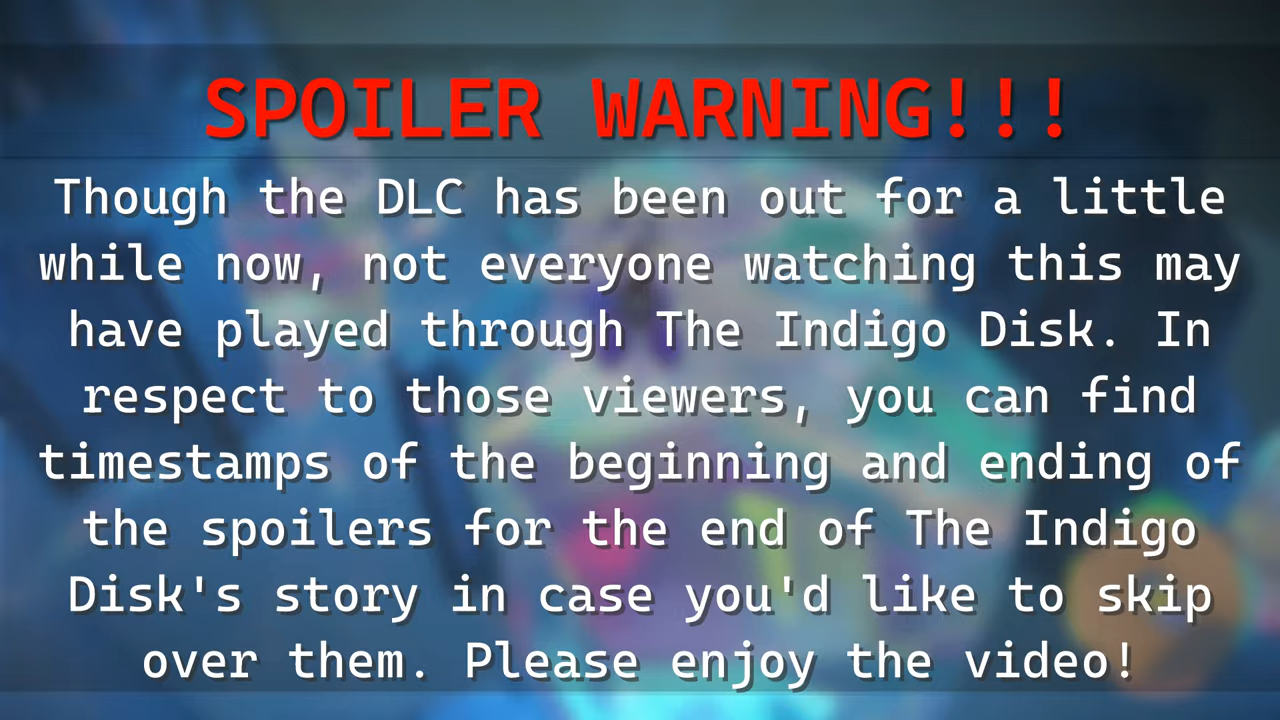 SPOILER WARNING!!!
Though the DLC has been out for a little
while now, not everyone watching this may
have played through The Indigo Disk. In
respect to those viewers, you can find
timestamps of the beginning and ending of
the spoilers for the end of The Indigo
Disk's story in case you'd like to skip
over them. Please enjoy the video!